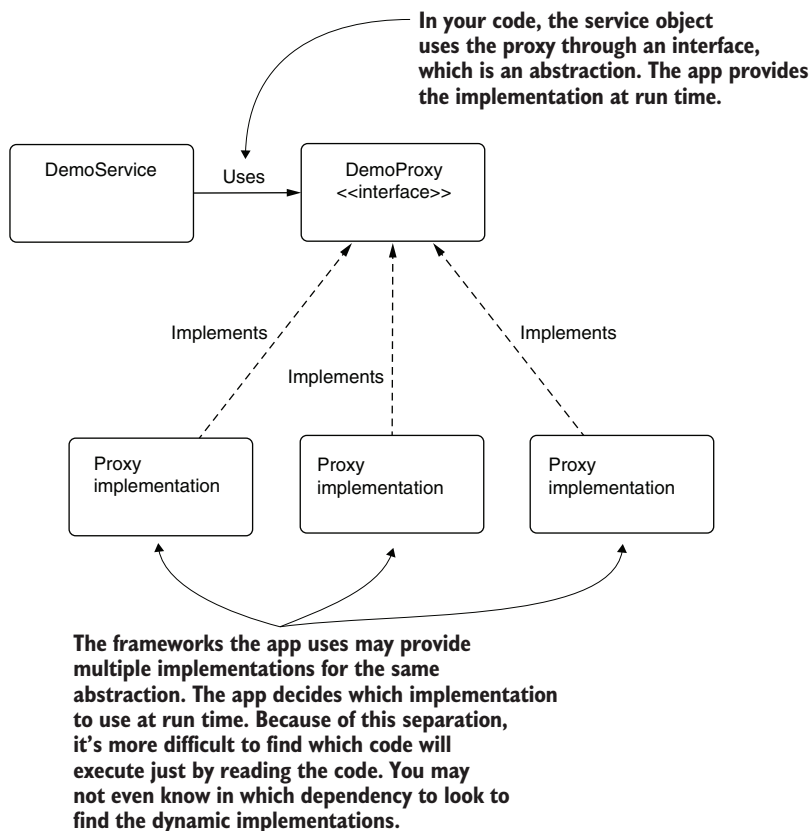 In your code, the service object
uses the proxy through an interface,
which is an abstraction. The app provides
the implementation at run time.
DemoService
Uses
DemoProxy
<<interface>>
Implements
Implements
Implements
Proxy
implementation
Proxy
implementation
Proxy
implementation
The frameworks the app uses may provide
multiple implementations for the same
abstraction. The app decides which implementation
to use at run time. Because of this separation,
it's more difficult to find which code will
execute just by reading the code. You may
not even know in which dependency to look to
find the dynamic implementations.